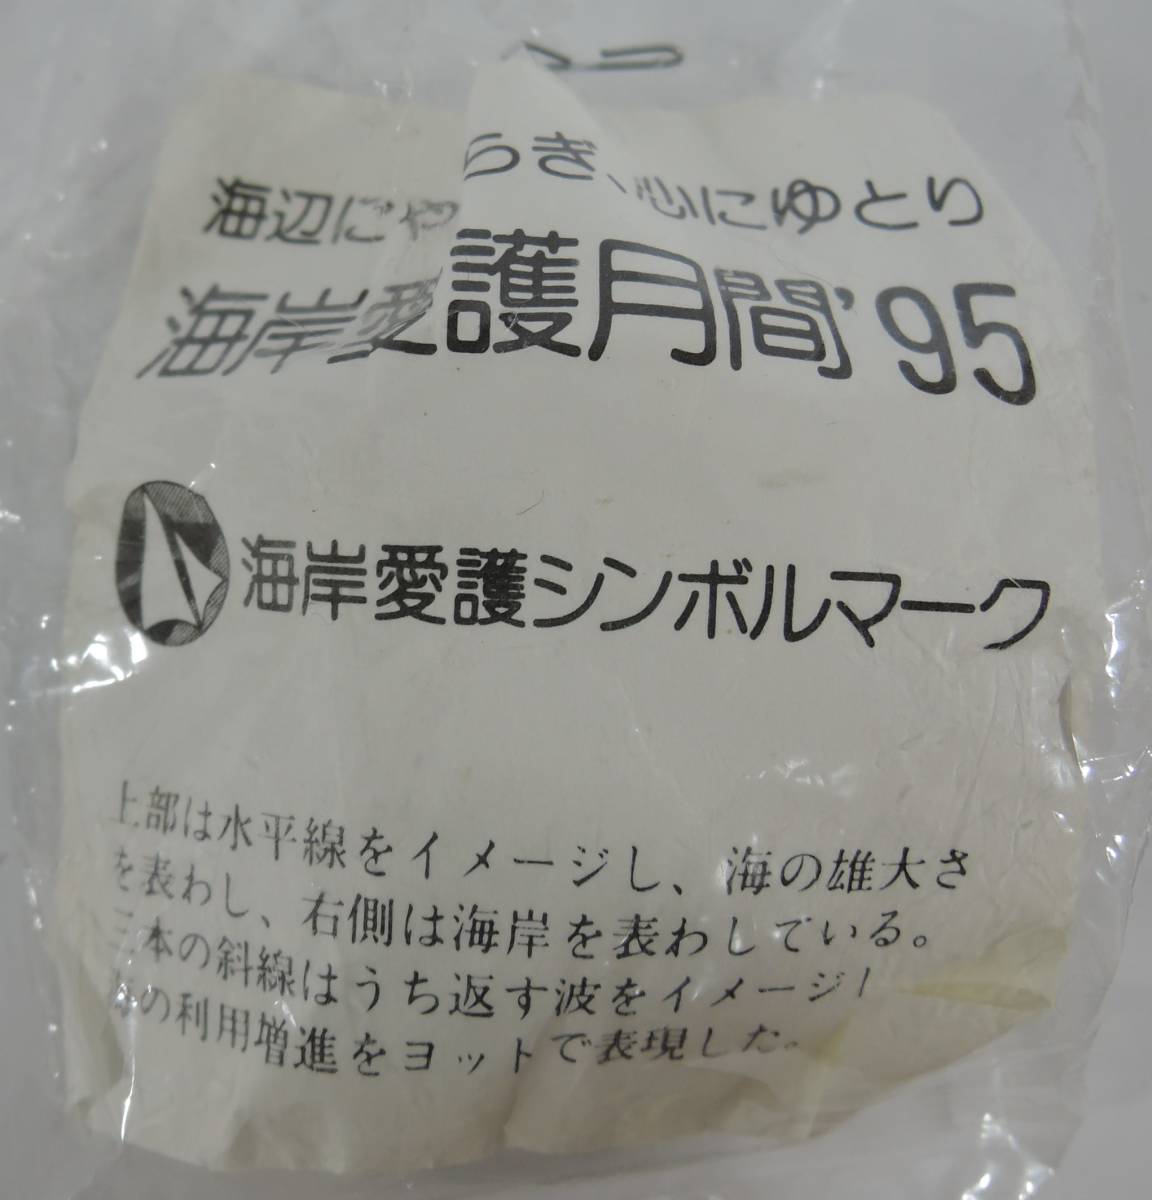 海辺にやらぎ、心にゆとり
海岸愛護月間'95
海岸愛護シンボルマーク
上部は水平線をイメージし、海の雄大さ
を表わし、右側は海岸を表わしている。
三本の斜線はうち返す波をイメージし
海の利用増進をヨットで表現した。